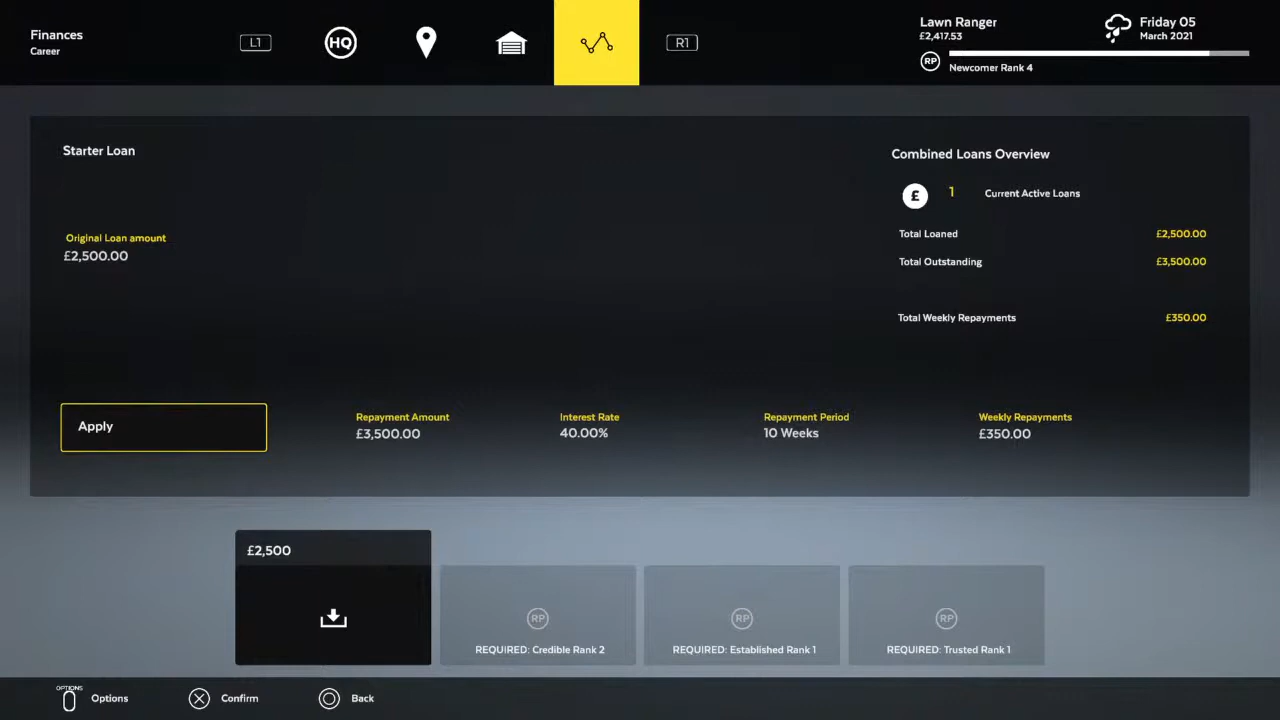 Finances
Career
L1
HQ
R1
Lawn Ranger
£2,417.53
Friday 05
March 2021
RP
Newcomer Rank 4
Starter Loan
Original Loan amount
£2,500.00
Combined Loans Overview
£ 1 Current Active Loans
Total Loaned £2,500.00
Total Outstanding £3,500.00
Total Weekly Repayments £350.00
Apply
Repayment Amount
£3,500.00
Interest Rate
40.00%
Repayment Period
10 Weeks
Weekly Repayments
£350.00
£2,500
RP
REQUIRED: Credible Rank 2
RP
REQUIRED: Established Rank 1
RP
REQUIRED: Trusted Rank 1
OPTIONS
Options
Confirm
Back